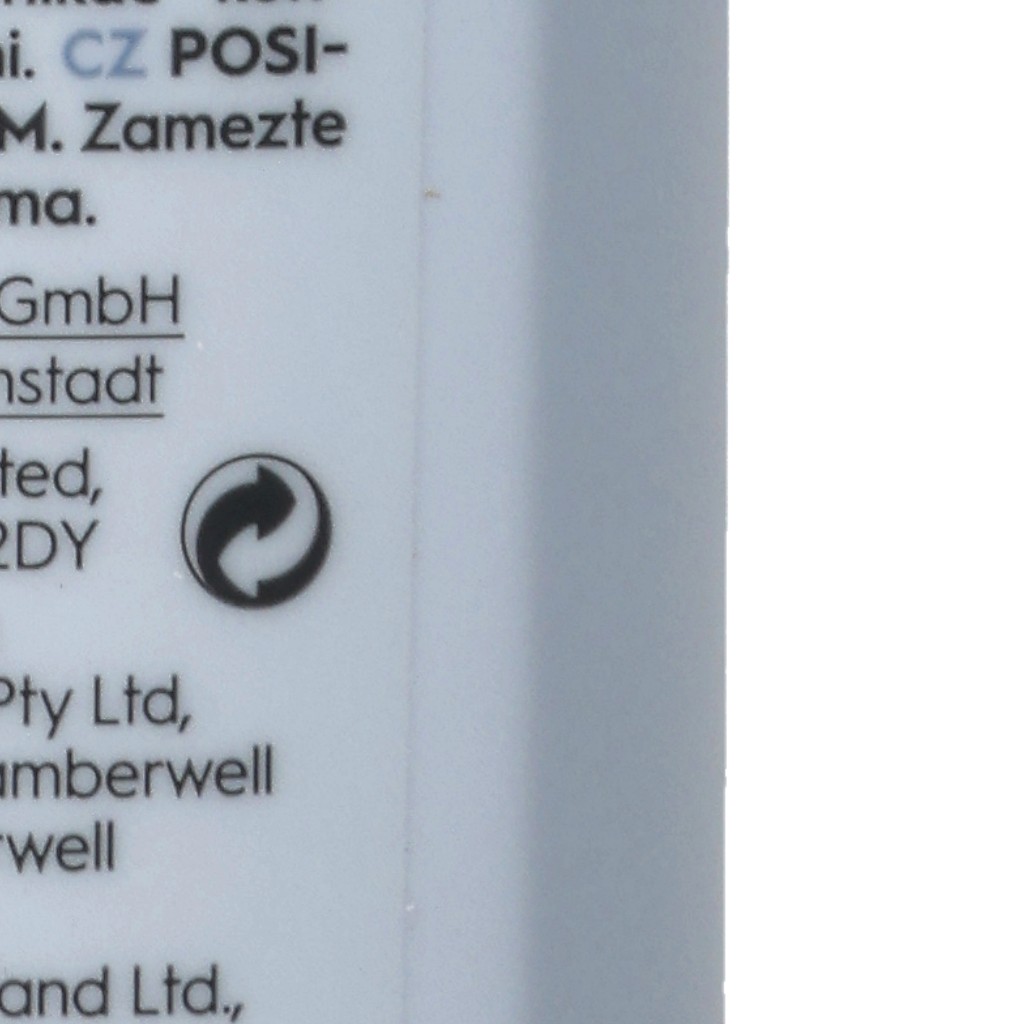 ni. CZ POSI-
M. Zamezte
ma.
GmbH
nstadt
ted,
2DY
Pty Ltd,
amberwell
rwell
and Ltd.,